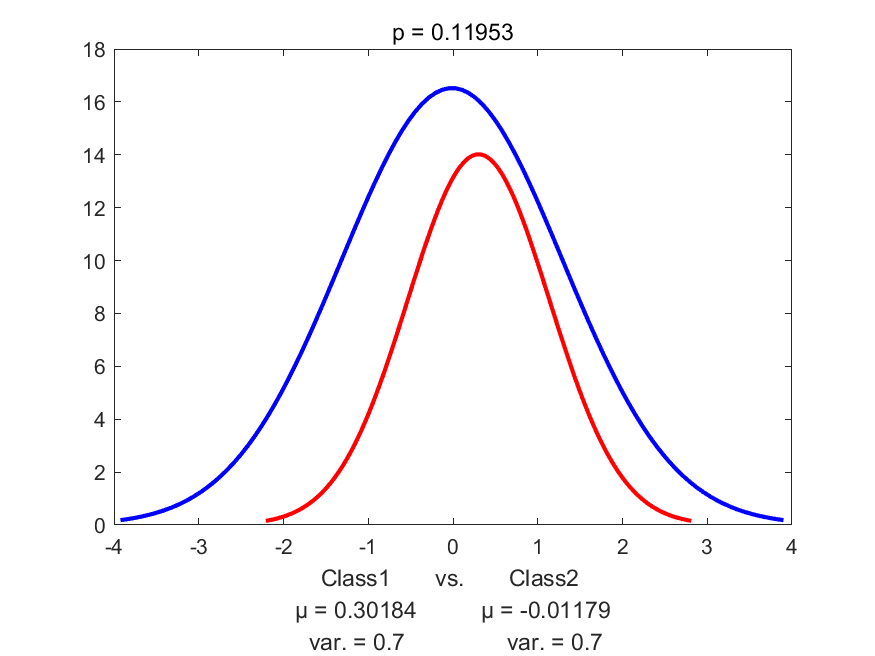 p = 0.11953
18
16
14
12
10
8
6
4
2
0
-4 -3 -2 -1 0 1 2 3 4
Class1 vs. Class2
μ = 0.30184 μ = -0.01179
var. = 0.7 var. = 0.7